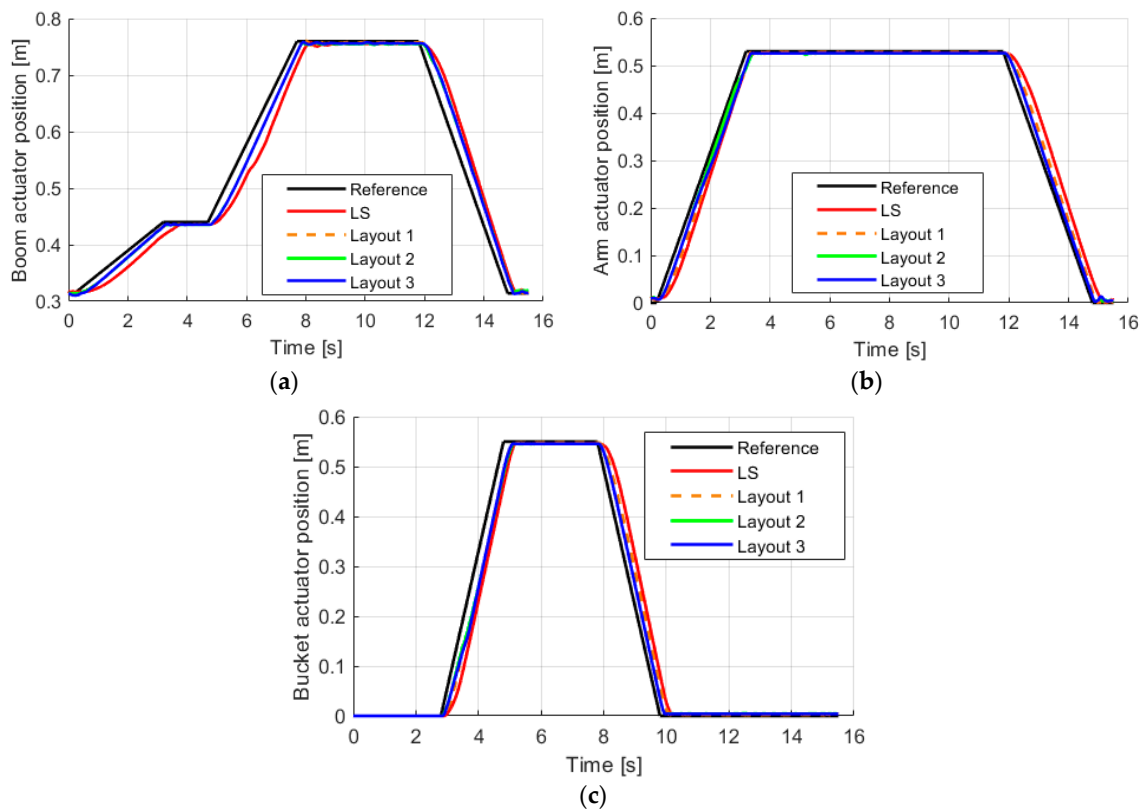 0.8
0.7
0.6
0.5
0.4
0.3
0 2 4 6 8 10 12 14 16
Boom actuator position [m]
Time [s]
Reference
LS
Layout 1
Layout 2
Layout 3
(a)
0.6
0.5
0.4
0.3
0.2
0.1
0
0 2 4 6 8 10 12 14 16
Arm actuator position [m]
Time [s]
Reference
LS
Layout 1
Layout 2
Layout 3
(b)
0.6
0.5
0.4
0.3
0.2
0.1
0
0 2 4 6 8 10 12 14 16
Bucket actuator position [m]
Time [s]
Reference
LS
Layout 1
Layout 2
Layout 3
(c)